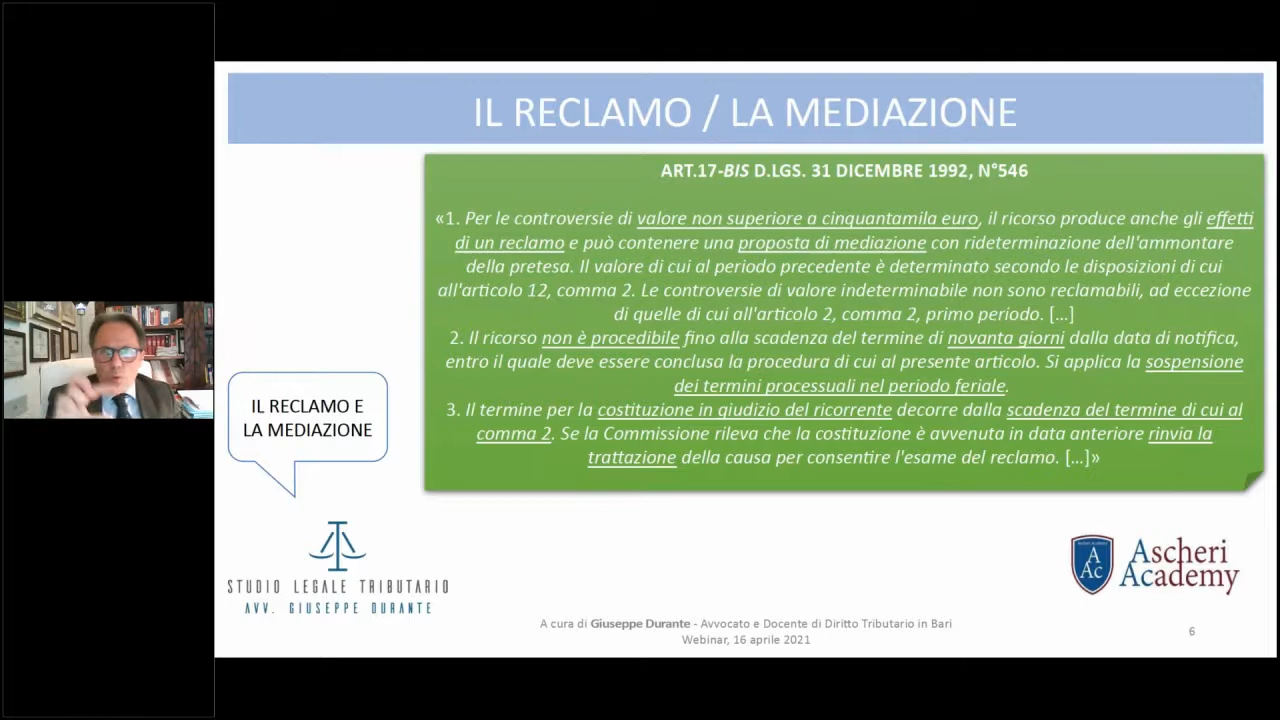 IL RECLAMO / LA MEDIAZIONE
ART.17-BIS D.LGS. 31 DICEMBRE 1992, N°546
«1. Per le controversie di valore non superiore a cinquantamila euro, il ricorso produce anche gli effetti
di un reclamo e può contenere una proposta di mediazione con rideterminazione dell'ammontare
della pretesa. Il valore di cui al periodo precedente è determinato secondo le disposizioni di cui
all'articolo 12, comma 2. Le controversie di valore indeterminabile non sono reclamabili, ad eccezione
di quelle di cui all'articolo 2, comma 2, primo periodo. [...]
2. Il ricorso non è procedibile fino alla scadenza del termine di novanta giorni dalla data di notifica,
entro il quale deve essere conclusa la procedura di cui al presente articolo. Si applica la sospensione
dei termini processuali nel periodo feriale.
3. Il termine per la costituzione in giudizio del ricorrente decorre dalla scadenza del termine di cui al
comma 2. Se la Commissione rileva che la costituzione è avvenuta in data anteriore rinvia la
trattazione della causa per consentire l'esame del reclamo. [...]»
IL RECLAMO E
LA MEDIAZIONE
STUDIO LEGALE TRIBUTARIO
AVV. GIUSEPPE DURANTE
A Ac
Ascheri
Academy
A cura di Giuseppe Durante - Avvocato e Docente di Diritto Tributario in Bari
Webinar, 16 aprile 2021
6